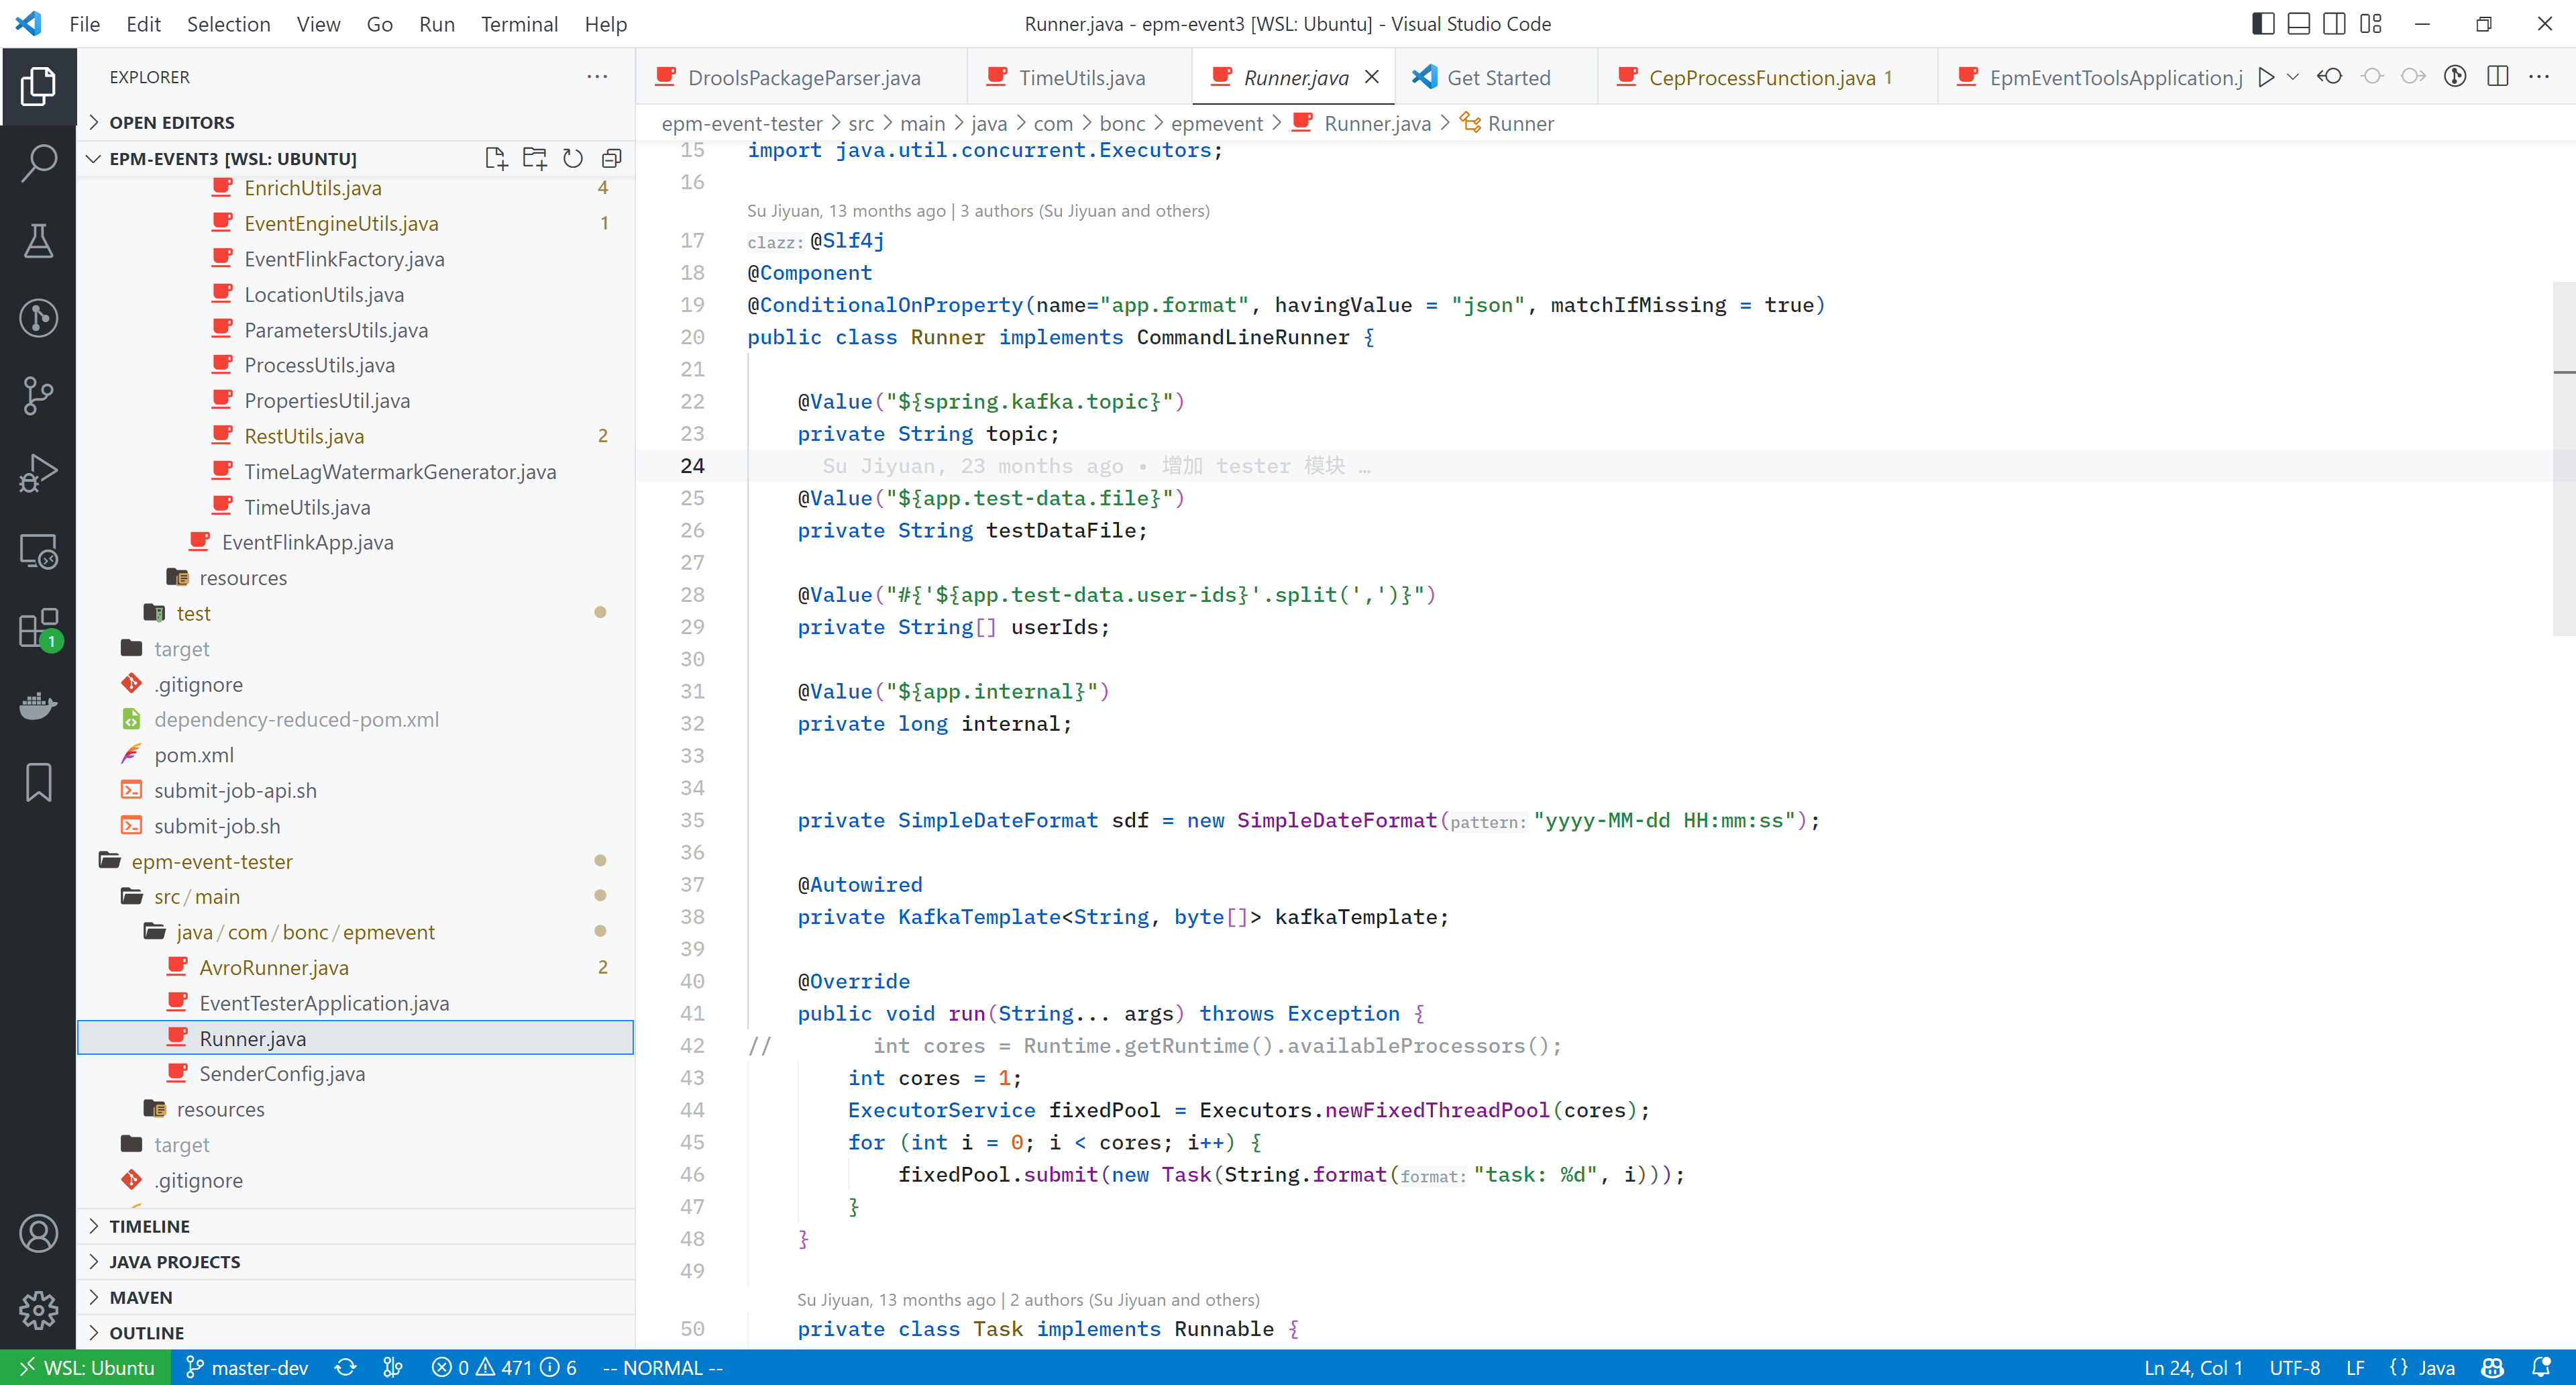 File Edit Selection View Go Run Terminal Help
Runner.java - epm-event3 [WSL: Ubuntu] - Visual Studio Code
EXPLORER
OPEN EDITORS
EPM-EVENT3 [WSL: UBUNTU]
EnrichUtils.java 4
EventEngineUtils.java 1
EventFlinkFactory.java
LocationUtils.java
ParametersUtils.java
ProcessUtils.java
PropertiesUtil.java
RestUtils.java 2
TimeLagWatermarkGenerator.java
TimeUtils.java
EventFlinkApp.java
resources
test
target
.gitignore
dependency-reduced-pom.xml
pom.xml
submit-job-api.sh
submit-job.sh
epm-event-tester
src/main
java/com/bonc/epmevent
AvroRunner.java 2
EventTesterApplication.java
Runner.java
SenderConfig.java
resources
target
.gitignore
TIMELINE
JAVA PROJECTS
MAVEN
OUTLINE
1
DroolsPackageParser.java TimeUtils.java Runner.java Get Started CepProcessFunction.java 1 EpmEventToolsApplication.j
epm-event-tester > src > main > java > com > bonc > epmevent > Runner.java > Runner
15 import java.util.concurrent.Executors;
16
Su Jiyuan, 13 months ago | 3 authors (Su Jiyuan and others)
17 clazz: @Slf4j
18 @Component
19 @ConditionalOnProperty(name="app.format", havingValue = "json", matchIfMissing = true)
20 public class Runner implements CommandLineRunner {
21
22 @Value("${spring.kafka.topic}")
23 private String topic;
24 Su Jiyuan, 23 months ago • 增加 tester 模块 …
25 @Value("${app.test-data.file}")
26 private String testDataFile;
27
28 @Value("#{'${app.test-data.user-ids}'.split(',')}")
29 private String[] userIds;
30
31 @Value("${app.internal}")
32 private long internal;
33
34
35 private SimpleDateFormat sdf = new SimpleDateFormat(pattern: "yyyy-MM-dd HH:mm:ss");
36
37 @Autowired
38 private KafkaTemplate<String, byte[]> kafkaTemplate;
39
40 @Override
41 public void run(String... args) throws Exception {
42 // int cores = Runtime.getRuntime().availableProcessors();
43 int cores = 1;
44 ExecutorService fixedPool = Executors.newFixedThreadPool(cores);
45 for (int i = 0; i < cores; i++) {
46 fixedPool.submit(new Task(String.format(format: "task: %d", i)));
47 }
48 }
49
Su Jiyuan, 13 months ago | 2 authors (Su Jiyuan and others)
50 private class Task implements Runnable {
WSL: Ubuntu master-dev 0 471 6 -- NORMAL -- Ln 24, Col 1 UTF-8 LF {} Java